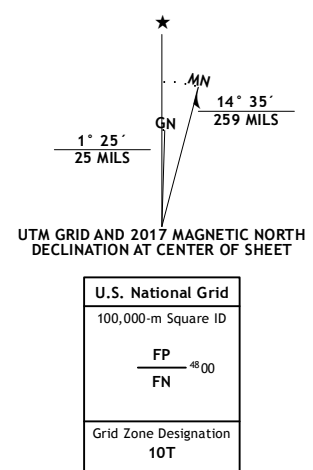 ★
MN
GN
14° 35´
259 MILS
1° 25´
25 MILS
UTM GRID AND 2017 MAGNETIC NORTH
DECLINATION AT CENTER OF SHEET
U.S. National Grid
100,000-m Square ID
FP
4800
FN
Grid Zone Designation
10T